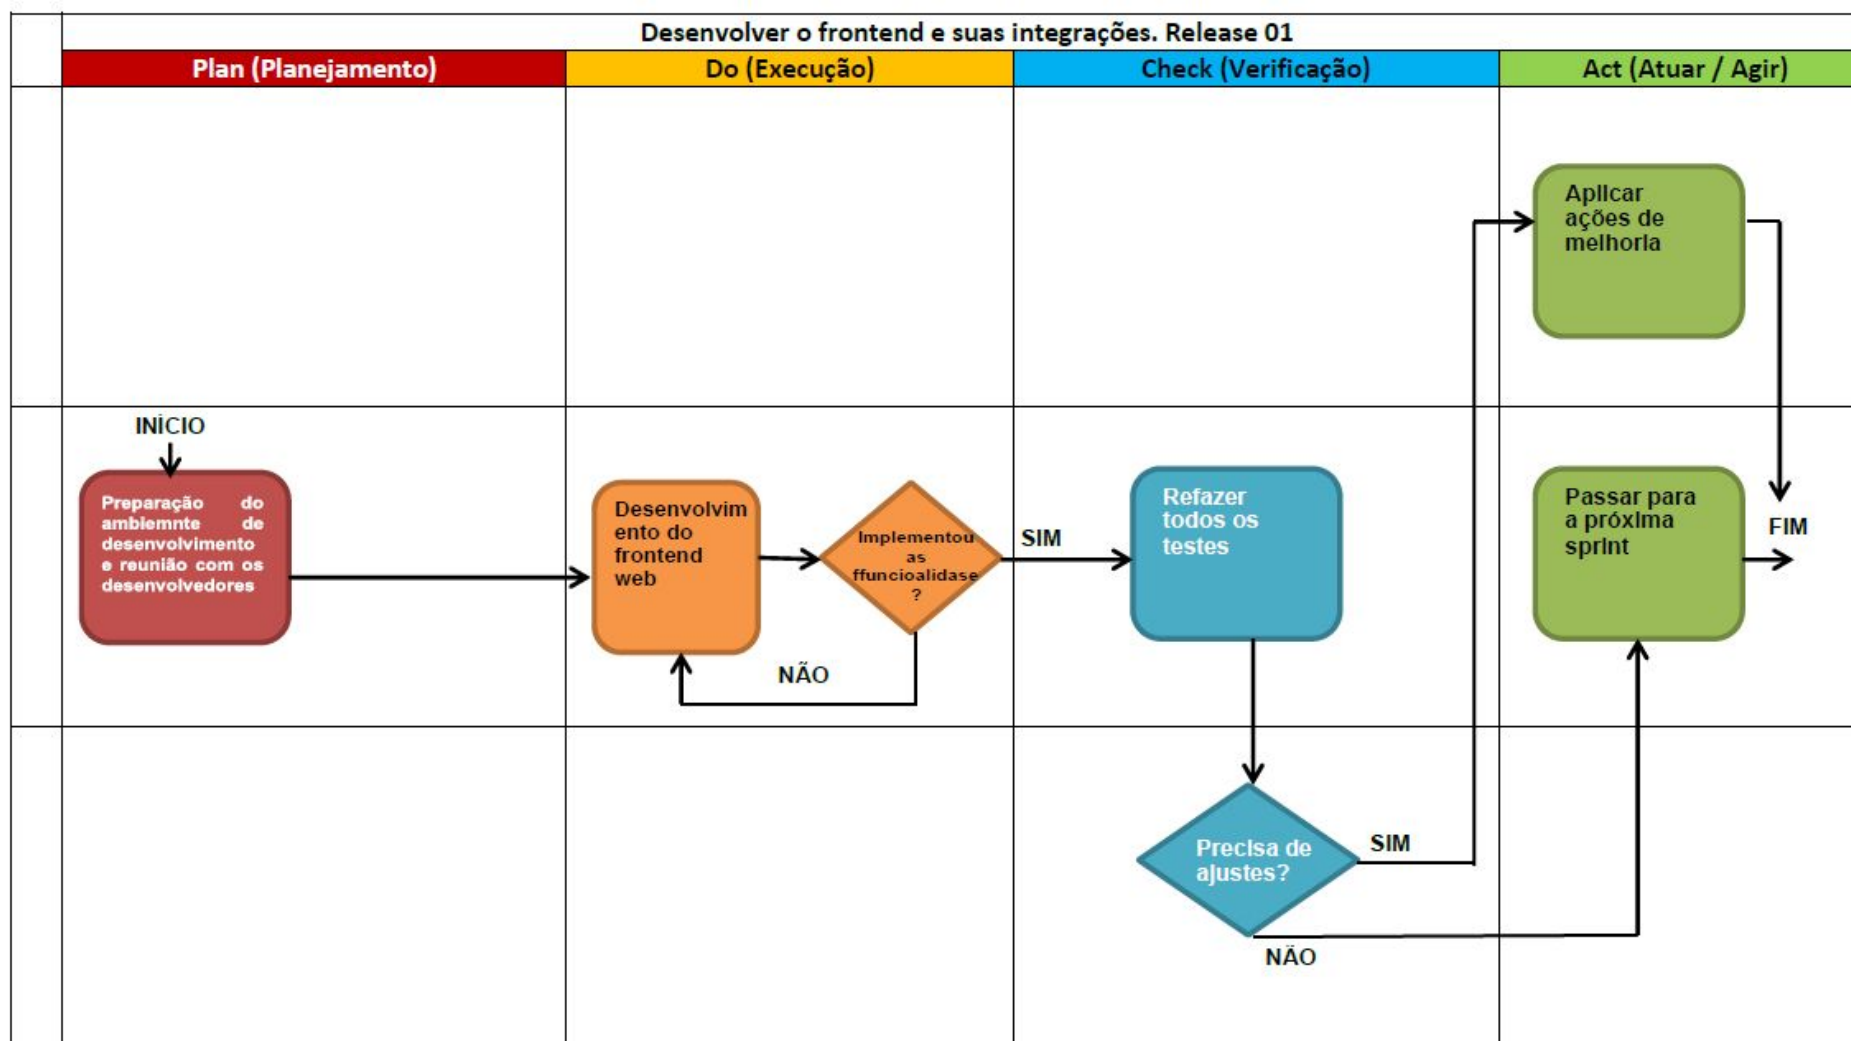 Desenvolver o frontend e suas integrações. Release 01
Plan (Planejamento)
Do (Execução)
Check (Verificação)
Act (Atuar / Agir)
Aplicar
ações de
melhoria
INÍCIO
Preparação do
ambiemnte de
desenvolvimento
e reunião com os
desenvolvedores
Desenvolvim
ento do
frontend
web
Implementou
as
ffuncioalidase
?
SIM
NÃO
Refazer
todos os
testes
Passar para
a próxima
sprint
FIM
Precisa de
ajustes?
SIM
NÃO